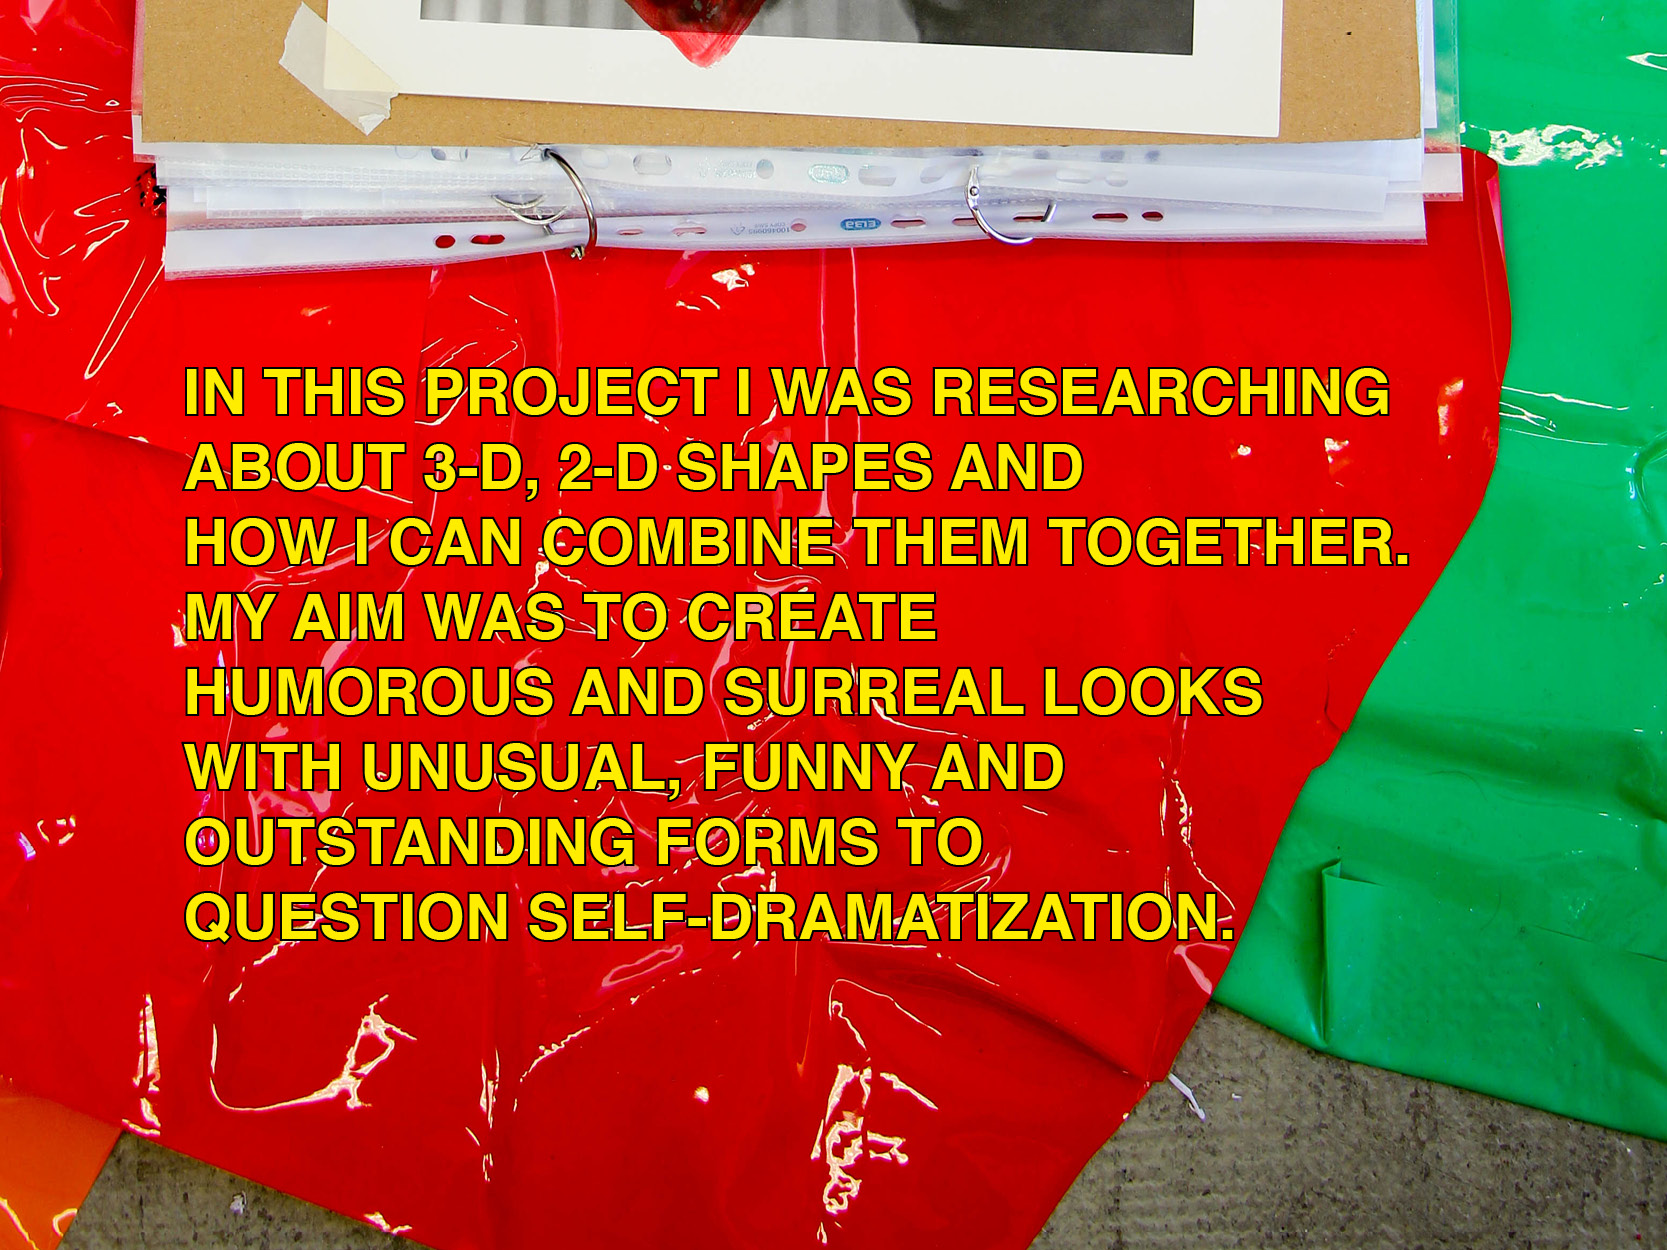 IN THIS PROJECT I WAS RESEARCHING
ABOUT 3-D, 2-D SHAPES AND
HOW I CAN COMBINE THEM TOGETHER.
MY AIM WAS TO CREATE
HUMOROUS AND SURREAL LOOKS
WITH UNUSUAL, FUNNY AND
OUTSTANDING FORMS TO
QUESTION SELF-DRAMATIZATION.